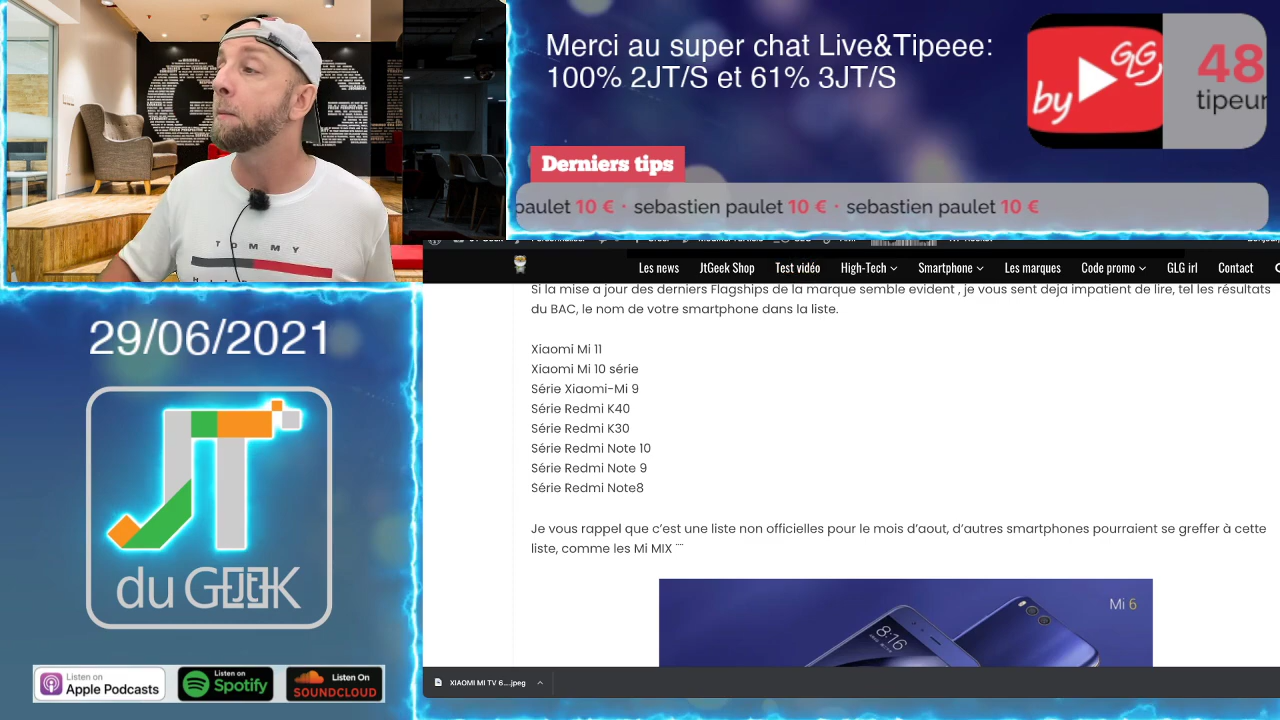 Merci au super chat Live&Tipeee:
100% 2JT/S et 61% 3JT/S
by GLG
48
tipeur
Derniers tips
paulet 10 € · sebastien paulet 10 € · sebastien paulet 10 €
TOMMY
Les news JtGeek Shop Test vidéo High-Tech Smartphone Les marques Code promo GLG irl Contact
Si la mise a jour des derniers Flagships de la marque semble evident , je vous sent deja impatient de lire, tel les résultats
du BAC, le nom de votre smartphone dans la liste.
Xiaomi Mi 11
Xiaomi Mi 10 série
Série Xiaomi-Mi 9
Série Redmi K40
Série Redmi K30
Série Redmi Note 10
Série Redmi Note 9
Série Redmi Note8
Je vous rappel que c’est une liste non officielles pour le mois d’aout, d’autres smartphones pourraient se greffer à cette
liste, comme les Mi MIX
Mi 6
8:16
XIAOMI MI TV 6....jpeg
29/06/2021
JT
du GEEK
Listen on
Apple Podcasts
Listen on
Spotify
Listen On
SOUNDCLOUD